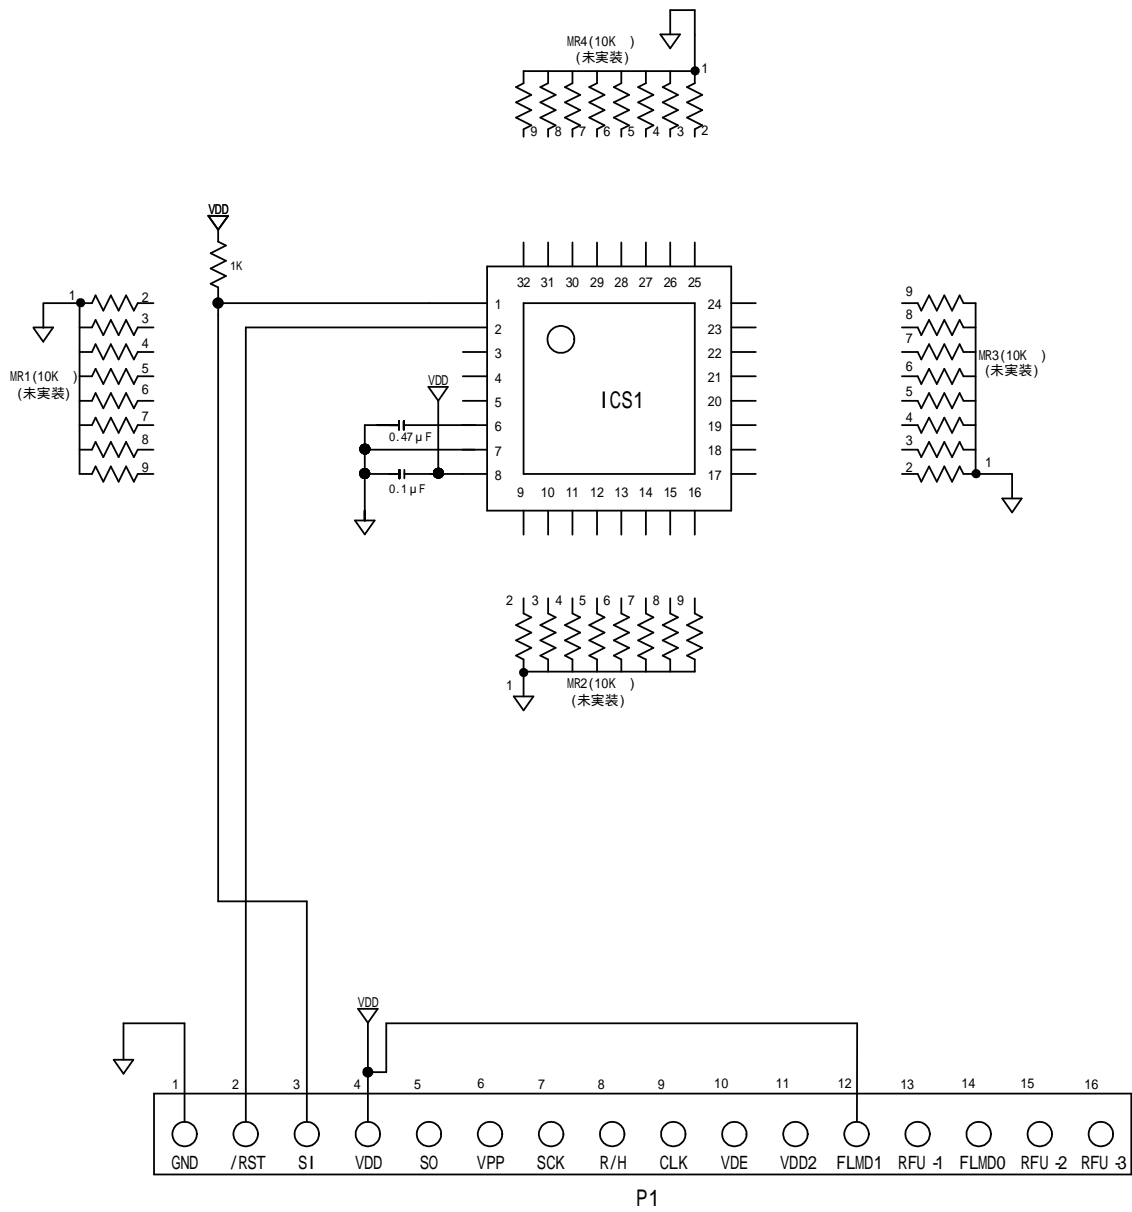 MR4(10K )
(未実装)
1
9 8 7 6 5 4 3 2
VDD
1K
32 31 30 29 28 27 26 25
1 2
3
4
5
6
7
8
9
MR1(10K )
(未実装)
1
2
3
4
5
6
7
8
VDD
0.47μF
0.1μF
ICS1
24
23
22
21
20
19
18
17
9
8
7
6
5
4
3
2 1
MR3(10K )
(未実装)
9 10 11 12 13 14 15 16
2 3 4 5 6 7 8 9
1
MR2(10K )
(未実装)
VDD
1 2 3 4 5 6 7 8 9 10 11 12 13 14 15 16
GND /RST SI VDD SO VPP SCK R/H CLK VDE VDD2 FLMD1 RFU-1 FLMD0 RFU-2 RFU-3
P1